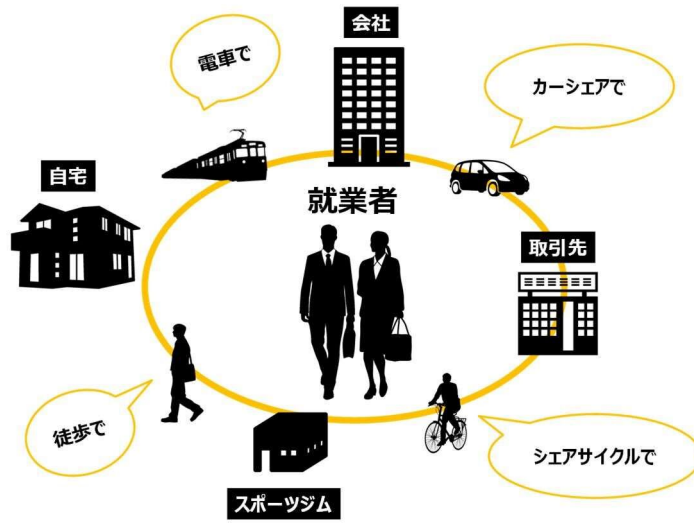 会社
電車で
カーシェアで
自宅
就業者
取引先
徒歩で
シェアサイクルで
スポーツジム